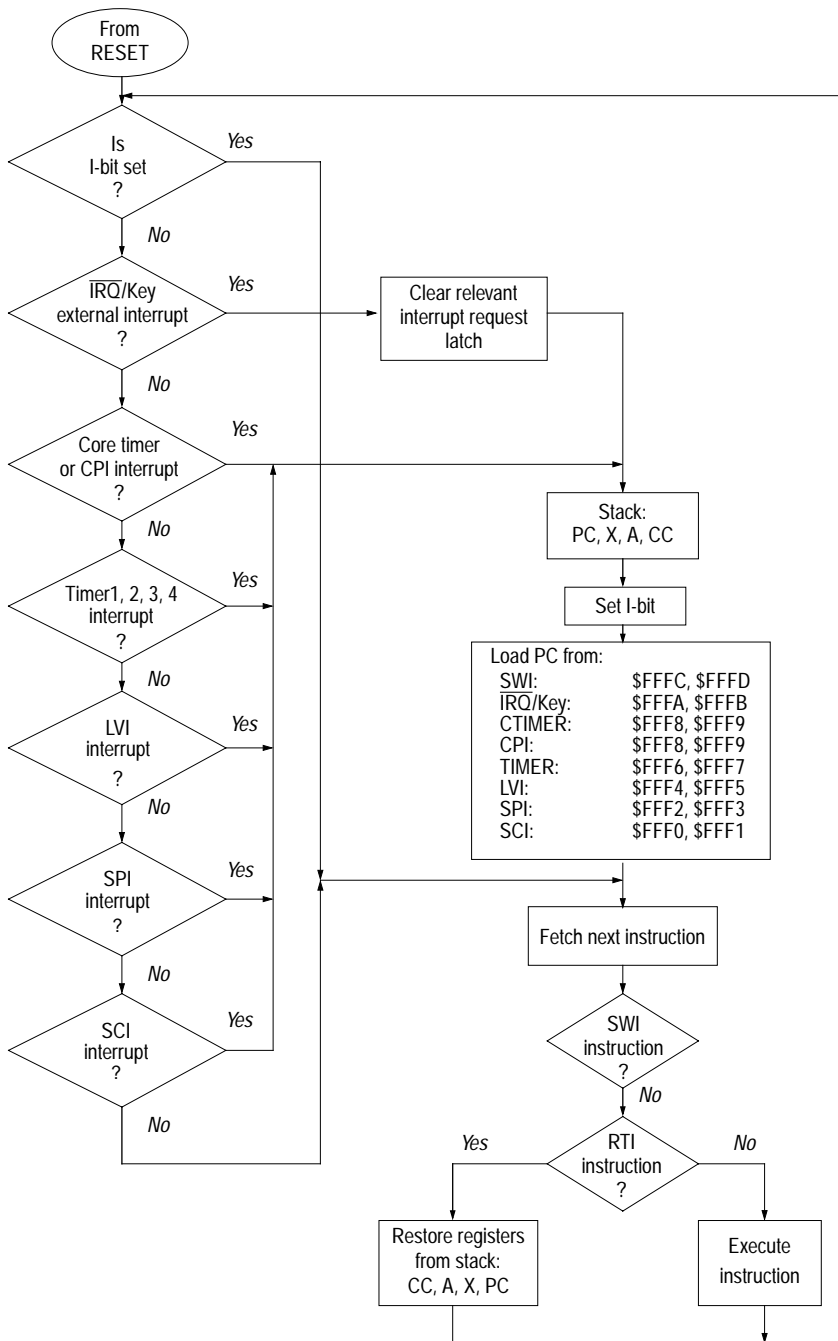 From
RESET
Is
I-bit set
?
Yes
No
IRQ/Key
external interrupt
?
Yes
No
Clear relevant
interrupt request
latch
Core timer
or CPI interrupt
?
Yes
No
Timer1, 2, 3, 4
interrupt
?
Yes
No
LVI
interrupt
?
Yes
No
SPI
interrupt
?
Yes
No
SCI
interrupt
?
Yes
No
Stack:
PC, X, A, CC
Set I-bit
Load PC from:
SWI: $FFFC, $FFFD
IRQ/Key: $FFFA, $FFFB
CTIMER: $FFF8, $FFF9
CPI: $FFF8, $FFF9
TIMER: $FFF6, $FFF7
LVI: $FFF4, $FFF5
SPI: $FFF2, $FFF3
SCI: $FFF0, $FFF1
Fetch next instruction
SWI
instruction
?
No
RTI
instruction
?
Yes
No
Restore registers
from stack:
CC, A, X, PC
Execute
instruction